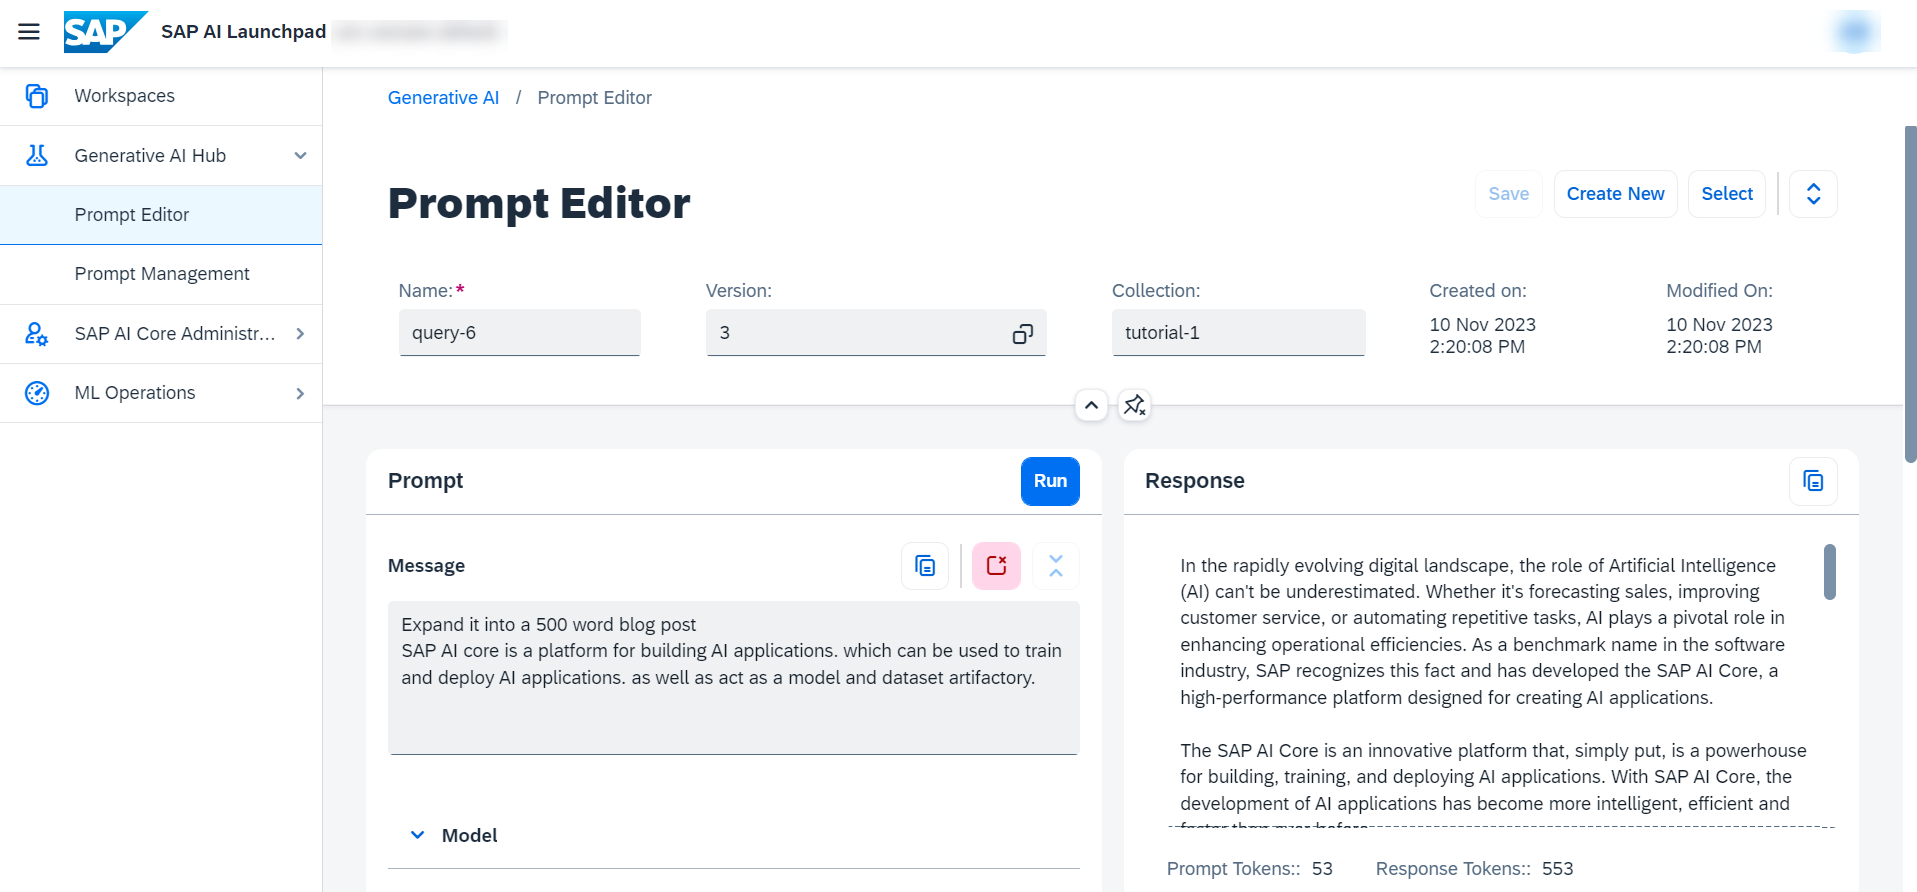 SAP
SAP AI Launchpad
Workspaces
Generative AI Hub
Prompt Editor
Prompt Management
SAP AI Core Administr...
ML Operations
Generative AI / Prompt Editor
Prompt Editor
Save
Create New
Select
Name:*
query-6
Version:
3
Collection:
tutorial-1
Created on:
10 Nov 2023
2:20:08 PM
Modified On:
10 Nov 2023
2:20:08 PM
Prompt
Run
Message
Expand it into a 500 word blog post
SAP AI core is a platform for building AI applications. which can be used to train
and deploy AI applications. as well as act as a model and dataset artifactory.
Model
Response
In the rapidly evolving digital landscape, the role of Artificial Intelligence
(AI) can't be underestimated. Whether it's forecasting sales, improving
customer service, or automating repetitive tasks, AI plays a pivotal role in
enhancing operational efficiencies. As a benchmark name in the software
industry, SAP recognizes this fact and has developed the SAP AI Core, a
high-performance platform designed for creating AI applications.
The SAP AI Core is an innovative platform that, simply put, is a powerhouse
for building, training, and deploying AI applications. With SAP AI Core, the
development of AI applications has become more intelligent, efficient and
faster than ever before
Prompt Tokens:: 53
Response Tokens:: 553